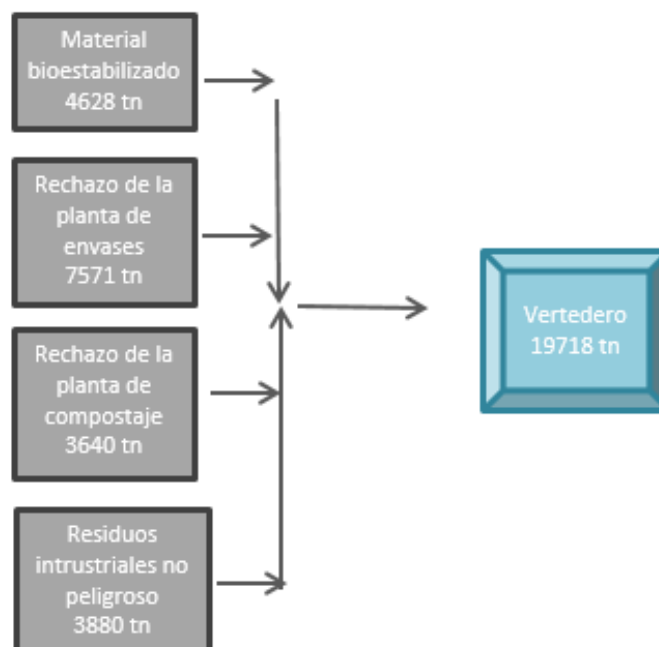 Material
bioestabilizado
4628 tn
Rechazo de la
planta de
envases
7571 tn
Rechazo de la
planta de
compostaje
3640 tn
Residuos
intrustriales no
peligroso
3880 tn
Vertedero
19718 tn